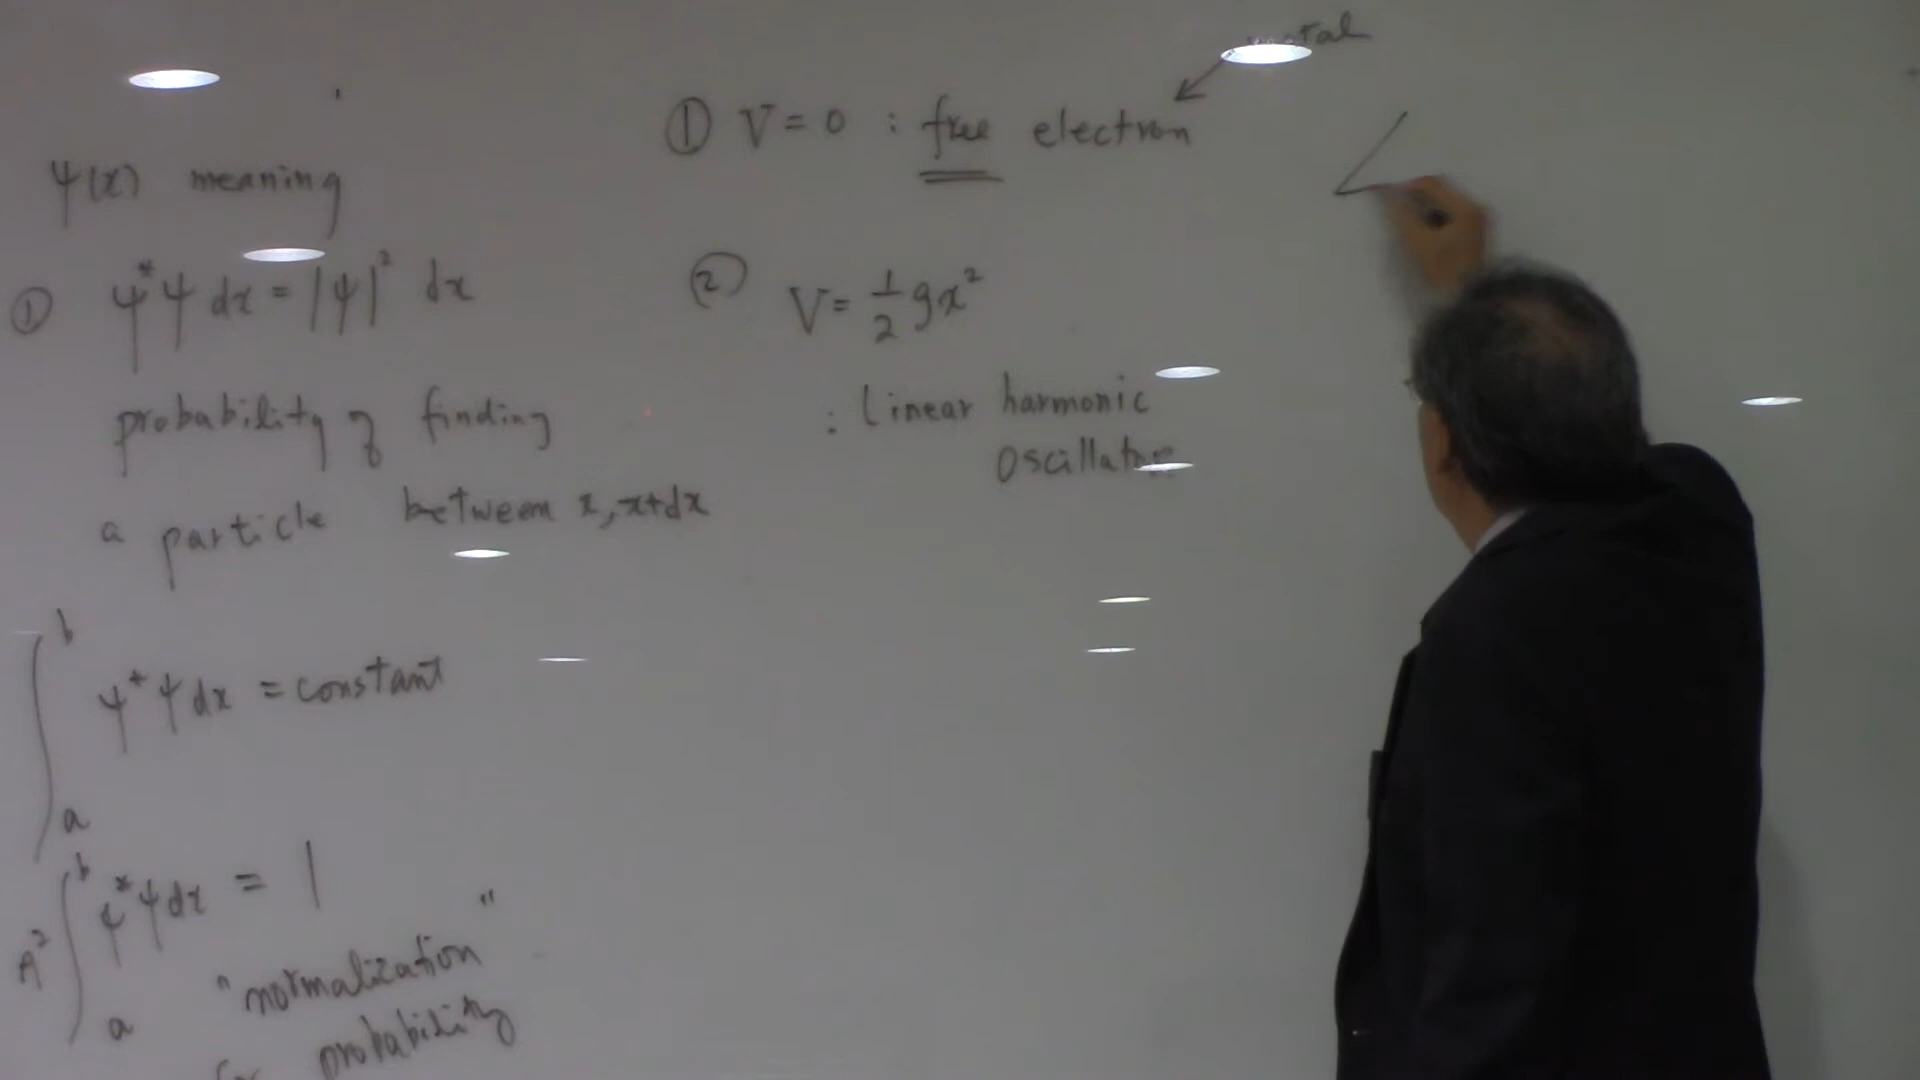 ψ(x) meaning
① ψ*ψ dx = |ψ|² dx
probability of finding
a particle between x, x+dx
∫ₐᵇ ψ*ψ dx = constant
A² ∫ₐᵇ ψ*ψ dx = 1
"normalization"
probability
① V = 0 : free electron
② V = ½ g x²
: Linear harmonic
oscillator